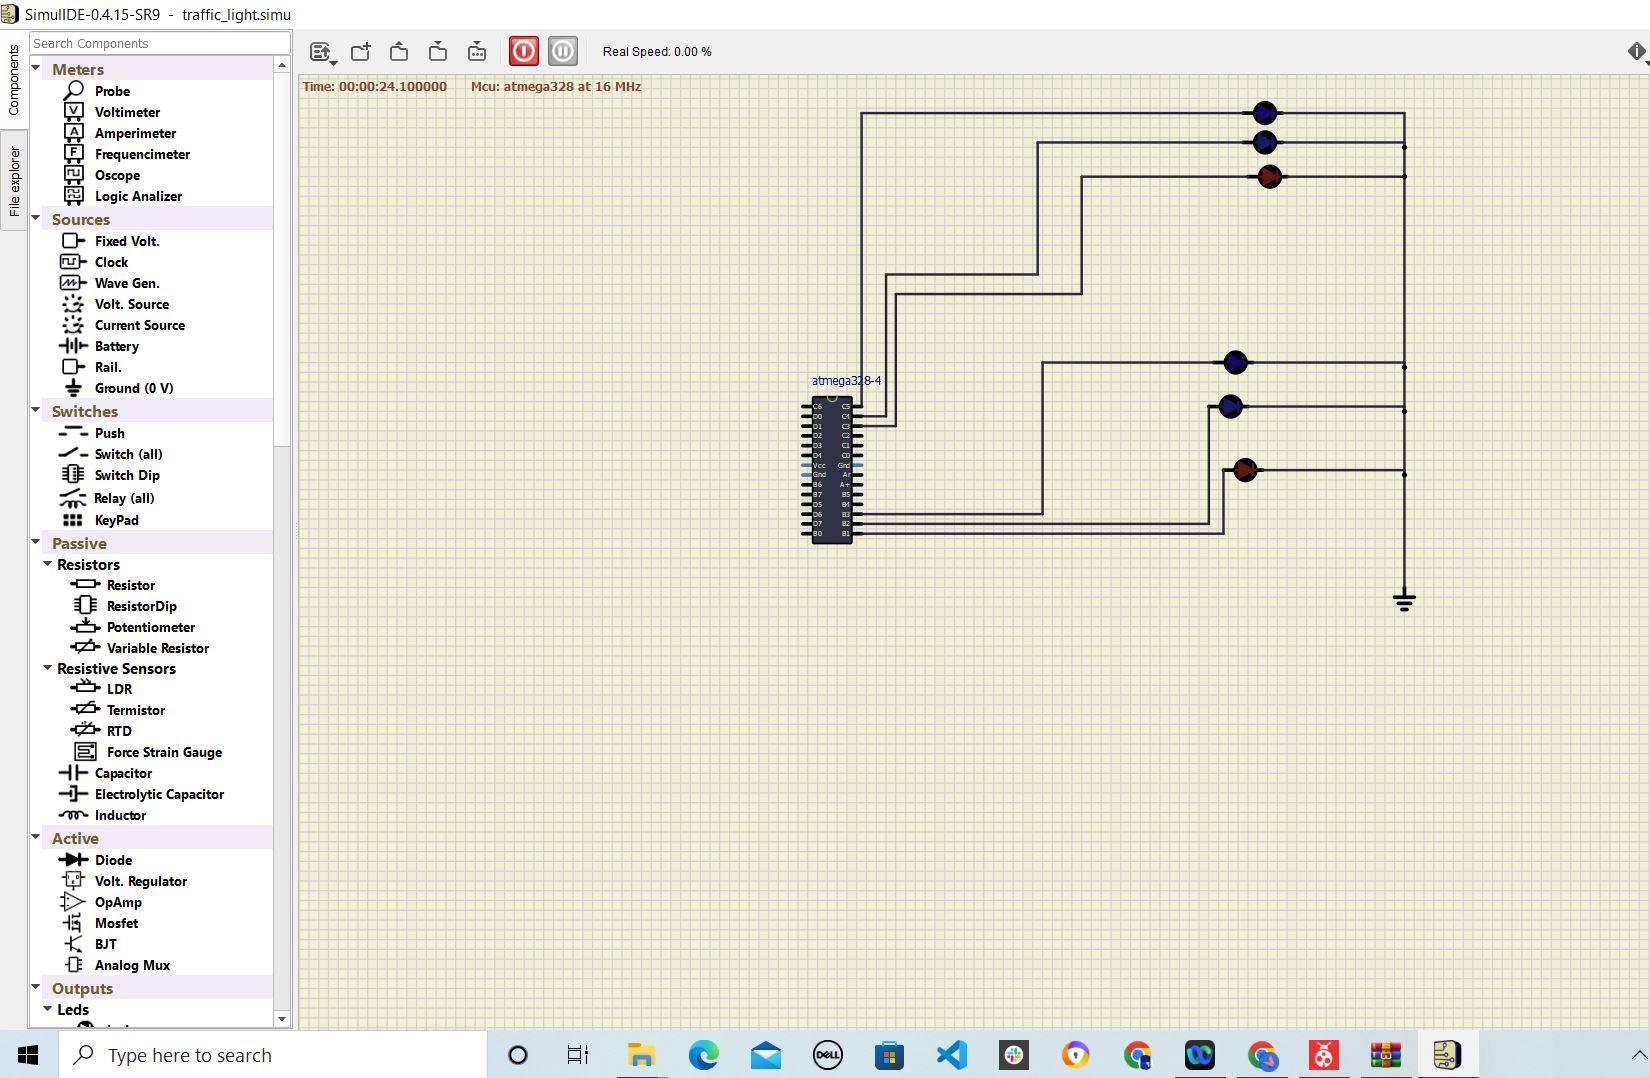 SimulIDE-0.4.15-SR9 - traffic_light.simu
Components
File explorer
Search Components
Meters
Probe
Voltimeter
Amperimeter
Frequencimeter
Oscope
Logic Analizer
Sources
Fixed Volt.
Clock
Wave Gen.
Volt. Source
Current Source
Battery
Rail.
Ground (0 V)
Switches
Push
Switch (all)
Switch Dip
Relay (all)
KeyPad
Passive
Resistors
Resistor
ResistorDip
Potentiometer
Variable Resistor
Resistive Sensors
LDR
Termistor
RTD
Force Strain Gauge
Capacitor
Electrolytic Capacitor
Inductor
Active
Diode
Volt. Regulator
OpAmp
Mosfet
BJT
Analog Mux
Outputs
Leds
Real Speed: 0.00 %
Time: 00:00:24.100000 Mcu: atmega328 at 16 MHz
atmega328-4
C6 C5
D0 C4
D1 C3
D2 C2
D3 C1
D4 C0
Vcc Gnd
Gnd Ar
B6 A+
B7 B5
D5 B4
D6 B3
D7 B2
B0 B1
Type here to search
DELL